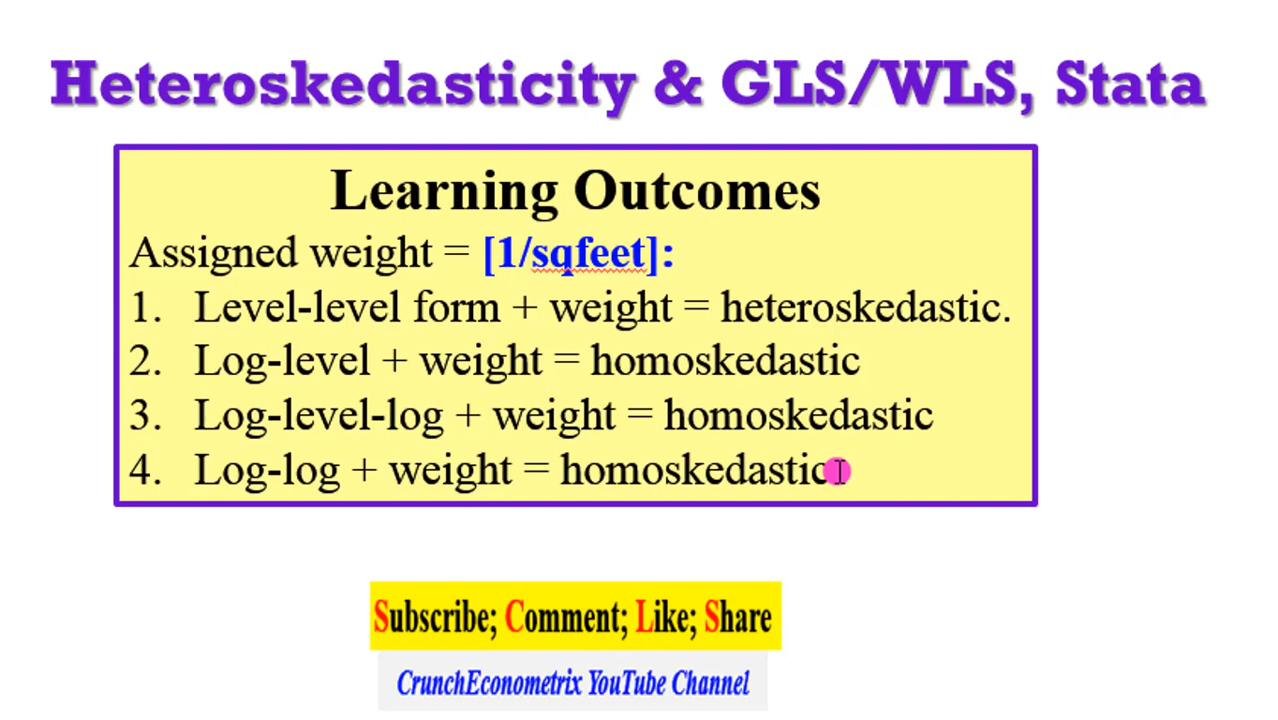 Heteroskedasticity & GLS/WLS, Stata
Learning Outcomes
Assigned weight = [1/sqfeet]:
1. Level-level form + weight = heteroskedastic.
2. Log-level + weight = homoskedastic
3. Log-level-log + weight = homoskedastic
4. Log-log + weight = homoskedastic
Subscribe; Comment; Like; Share
CrunchEconometrix YouTube Channel